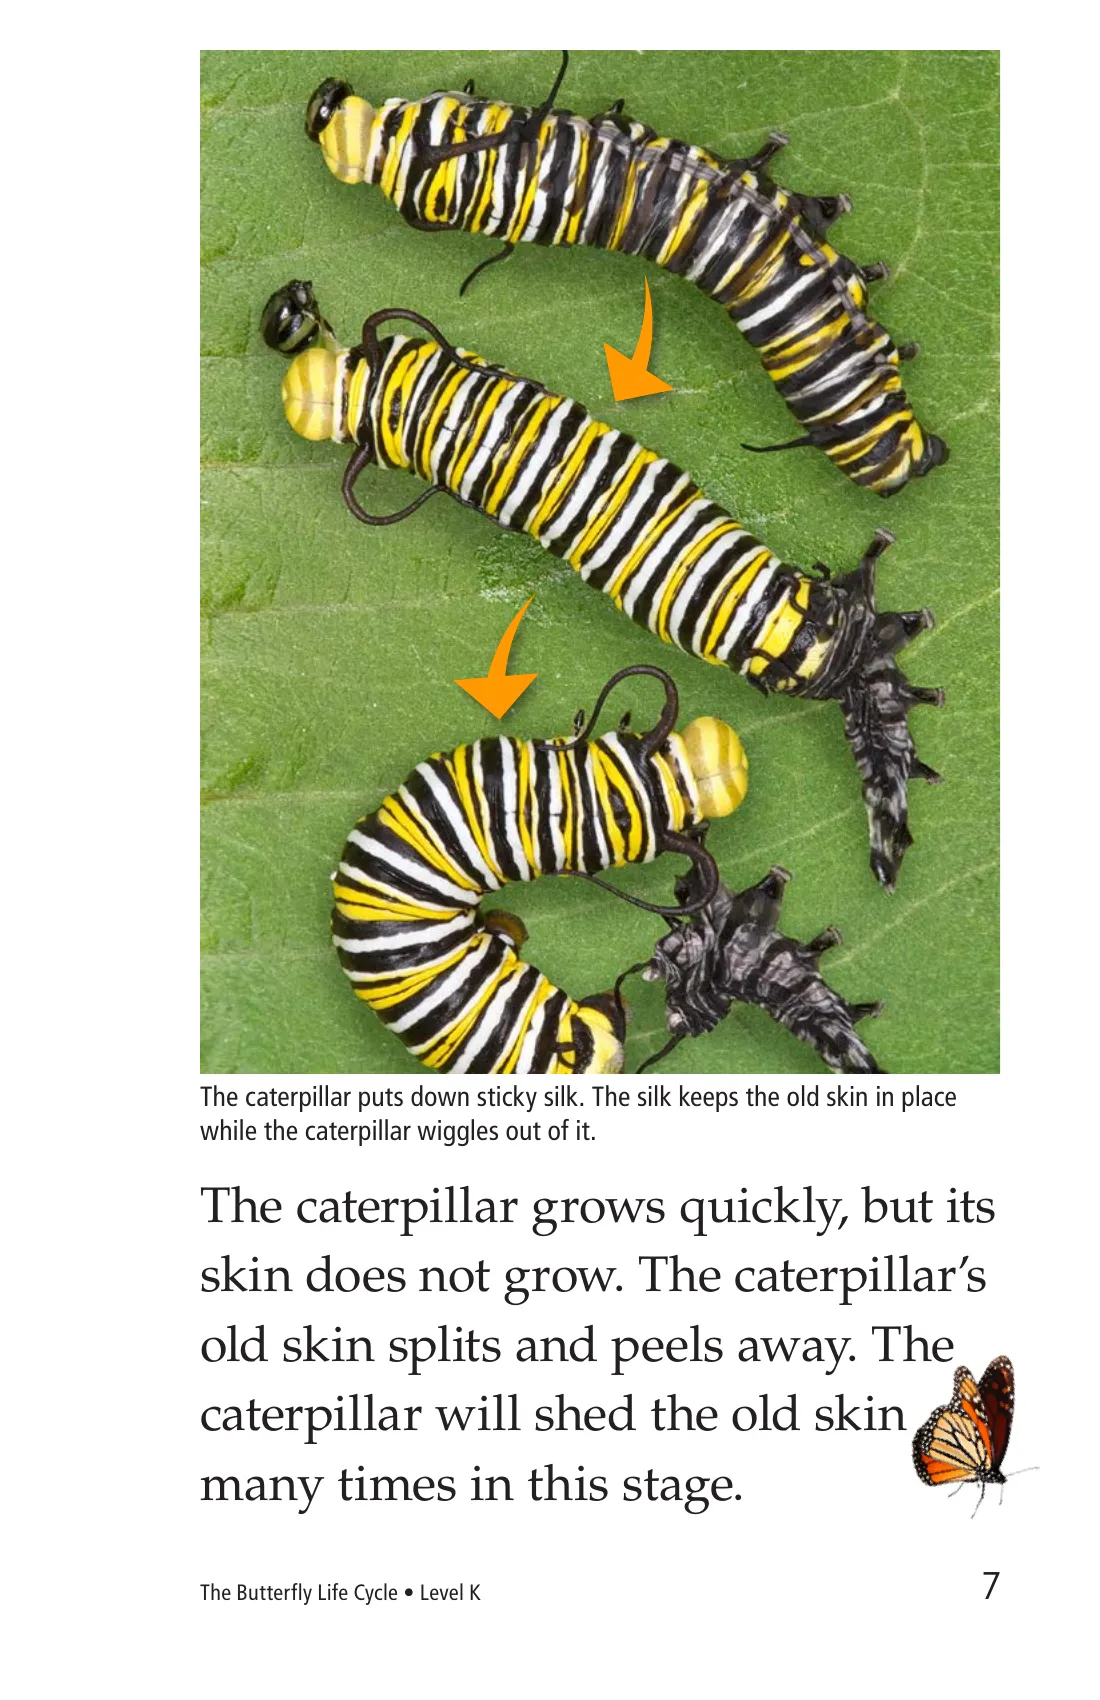 The caterpillar puts down sticky silk. The silk keeps the old skin in place
while the caterpillar wiggles out of it.
The caterpillar grows quickly, but its
skin does not grow. The caterpillar’s
old skin splits and peels away. The
caterpillar will shed the old skin
many times in this stage.
The Butterfly Life Cycle • Level K
7